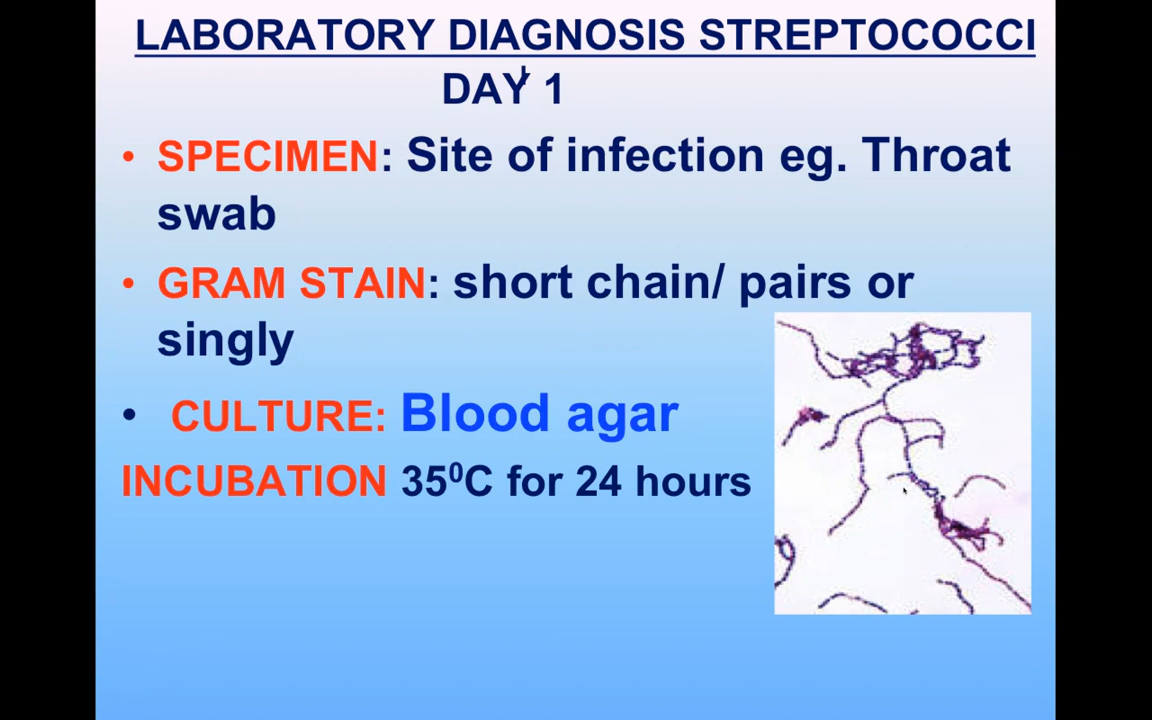 LABORATORY DIAGNOSIS STREPTOCOCCI
DAY 1
• SPECIMEN: Site of infection eg. Throat
swab
• GRAM STAIN: short chain/ pairs or
singly
• CULTURE: Blood agar
INCUBATION 35⁰C for 24 hours